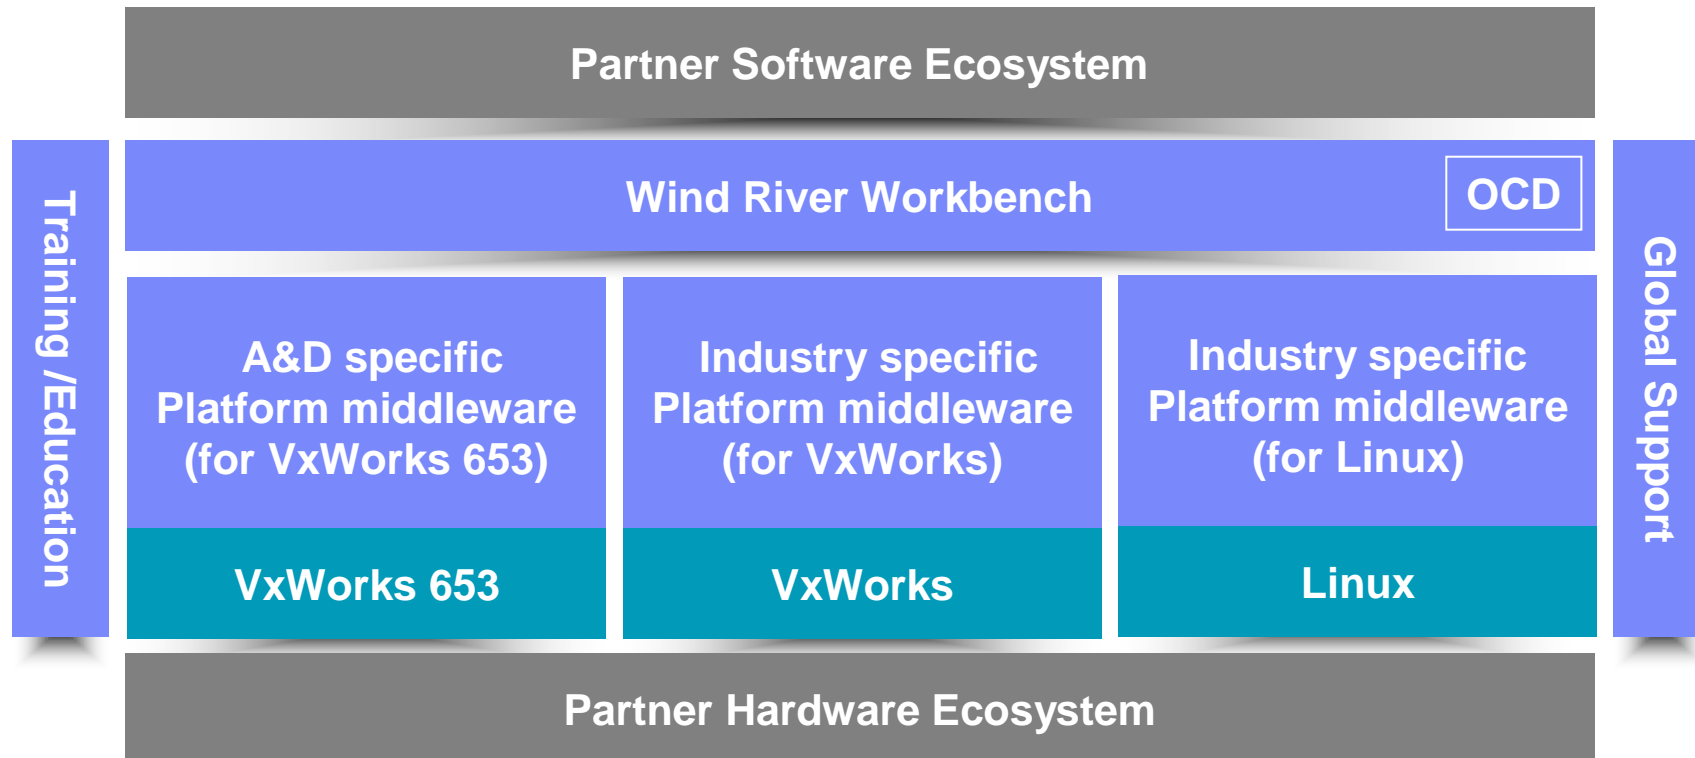 Partner Software Ecosystem
Training /Education
Wind River Workbench
OCD
Global Support
A&D specific
Platform middleware
(for VxWorks 653)
Industry specific
Platform middleware
(for VxWorks)
Industry specific
Platform middleware
(for Linux)
VxWorks 653
VxWorks
Linux
Partner Hardware Ecosystem